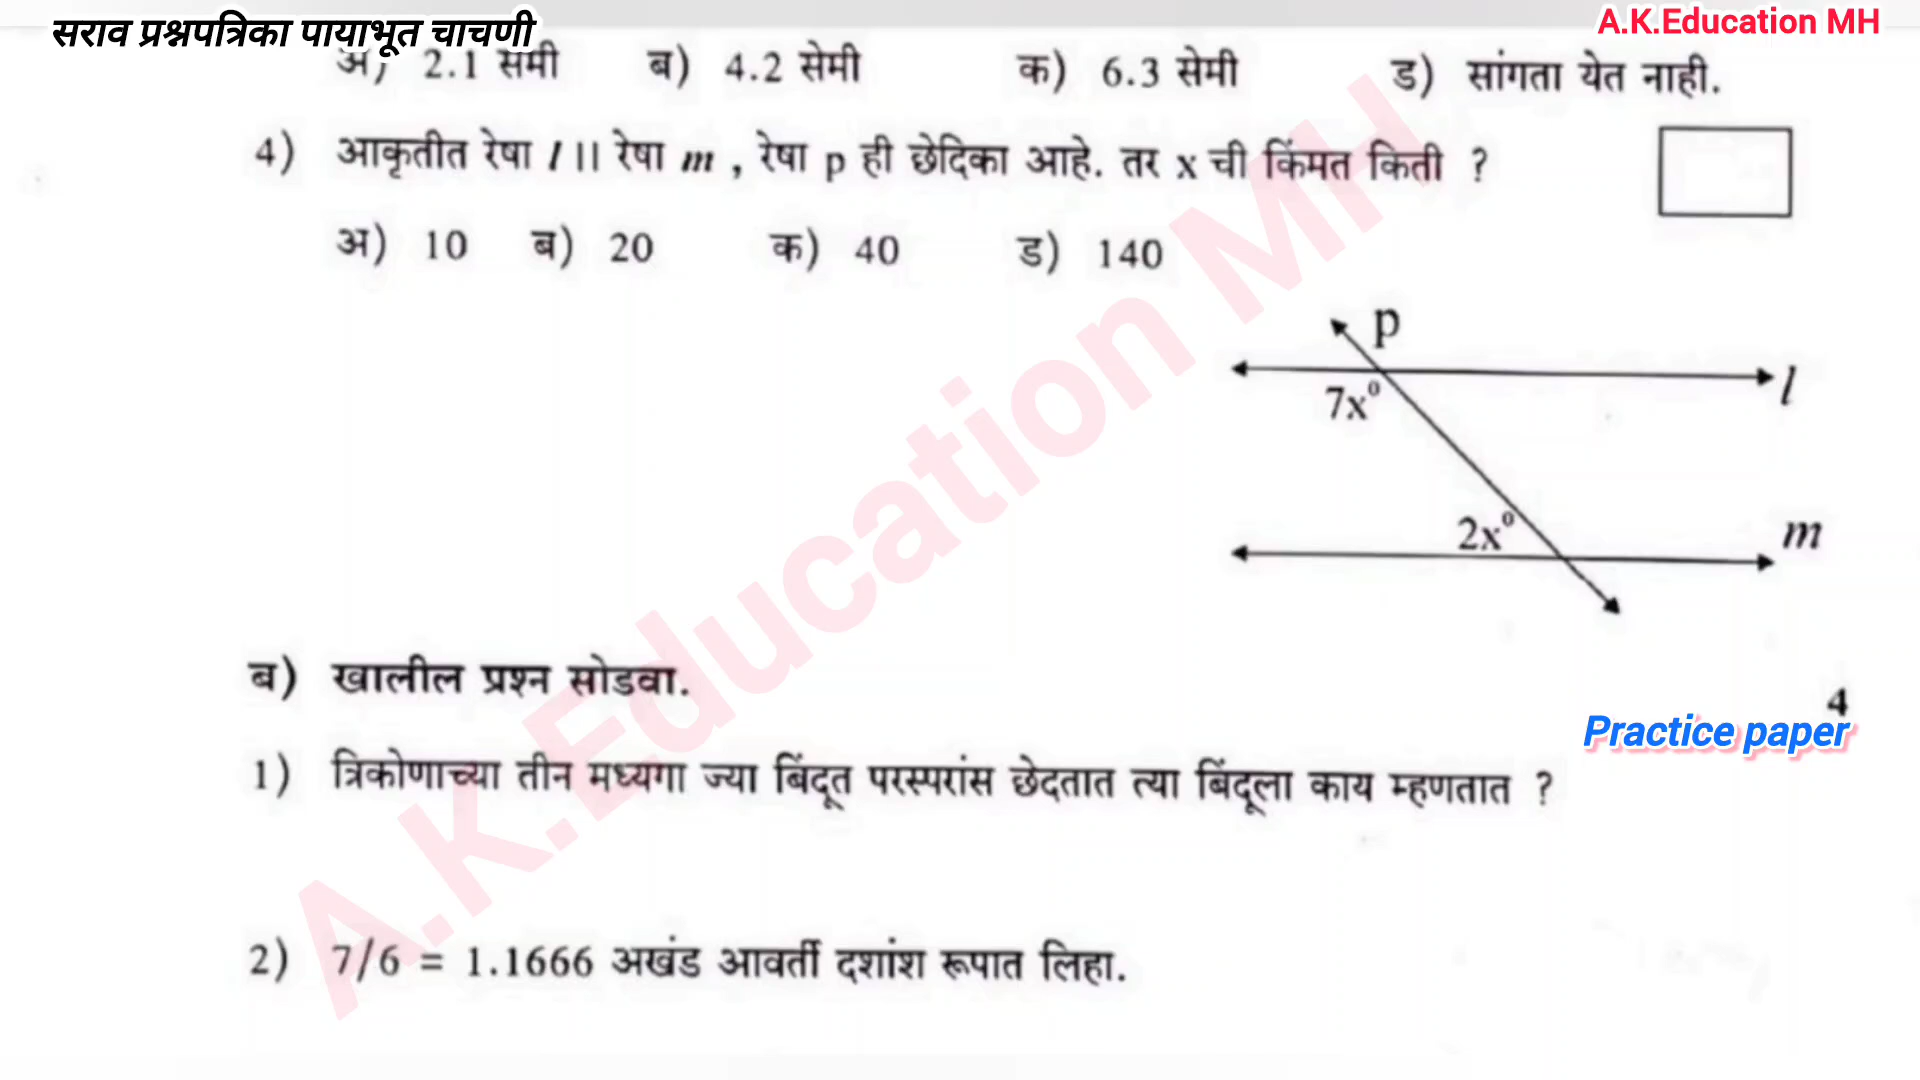 सराव प्रश्नपत्रिका पायाभूत चाचणी
A.K.Education MH
अ) 2.1 सेमी ब) 4.2 सेमी क) 6.3 सेमी ड) सांगता येत नाही.
4) आकृतीत रेषा l || रेषा m , रेषा p ही छेदिका आहे. तर x ची किंमत किती ?
अ) 10 ब) 20 क) 40 ड) 140
p
l
7x⁰
2x⁰
m
ब) खालील प्रश्न सोडवा.
4
Practice paper
1) त्रिकोणाच्या तीन मध्यगा ज्या बिंदूत परस्परांस छेदतात त्या बिंदूला काय म्हणतात ?
2) 7/6 = 1.1666 अखंड आवर्ती दशांश रूपात लिहा.
A.K.Education MH